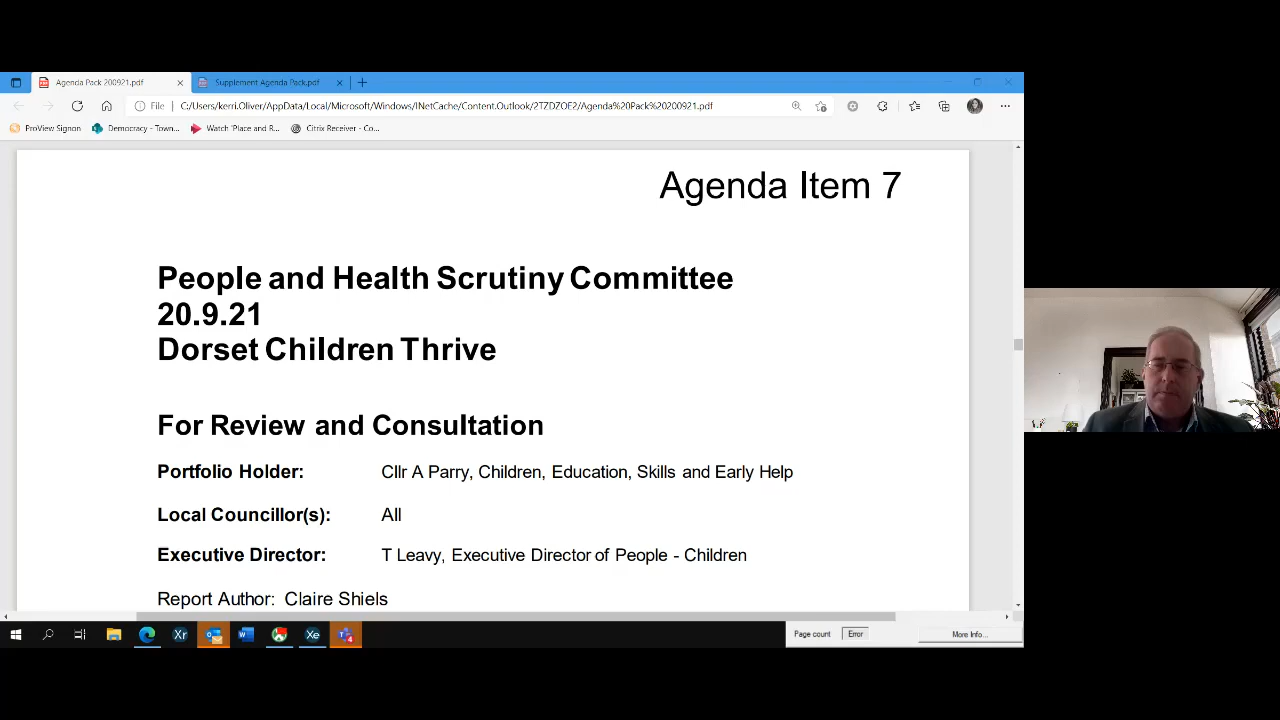 Agenda Pack 200921.pdf
Supplement Agenda Pack.pdf
File
C:/Users/kerri.Oliver/AppData/Local/Microsoft/Windows/INetCache/Content.Outlook/2TZDZOE2/Agenda%20Pack%20200921.pdf
ProView Signon
Democracy - Town...
Watch 'Place and R...
Citrix Receiver - Co...
Agenda Item 7
People and Health Scrutiny Committee
20.9.21
Dorset Children Thrive
For Review and Consultation
Portfolio Holder: Cllr A Parry, Children, Education, Skills and Early Help
Local Councillor(s): All
Executive Director: T Leavy, Executive Director of People - Children
Report Author: Claire Shiels
Xr
Xe
Page count Error More Info...